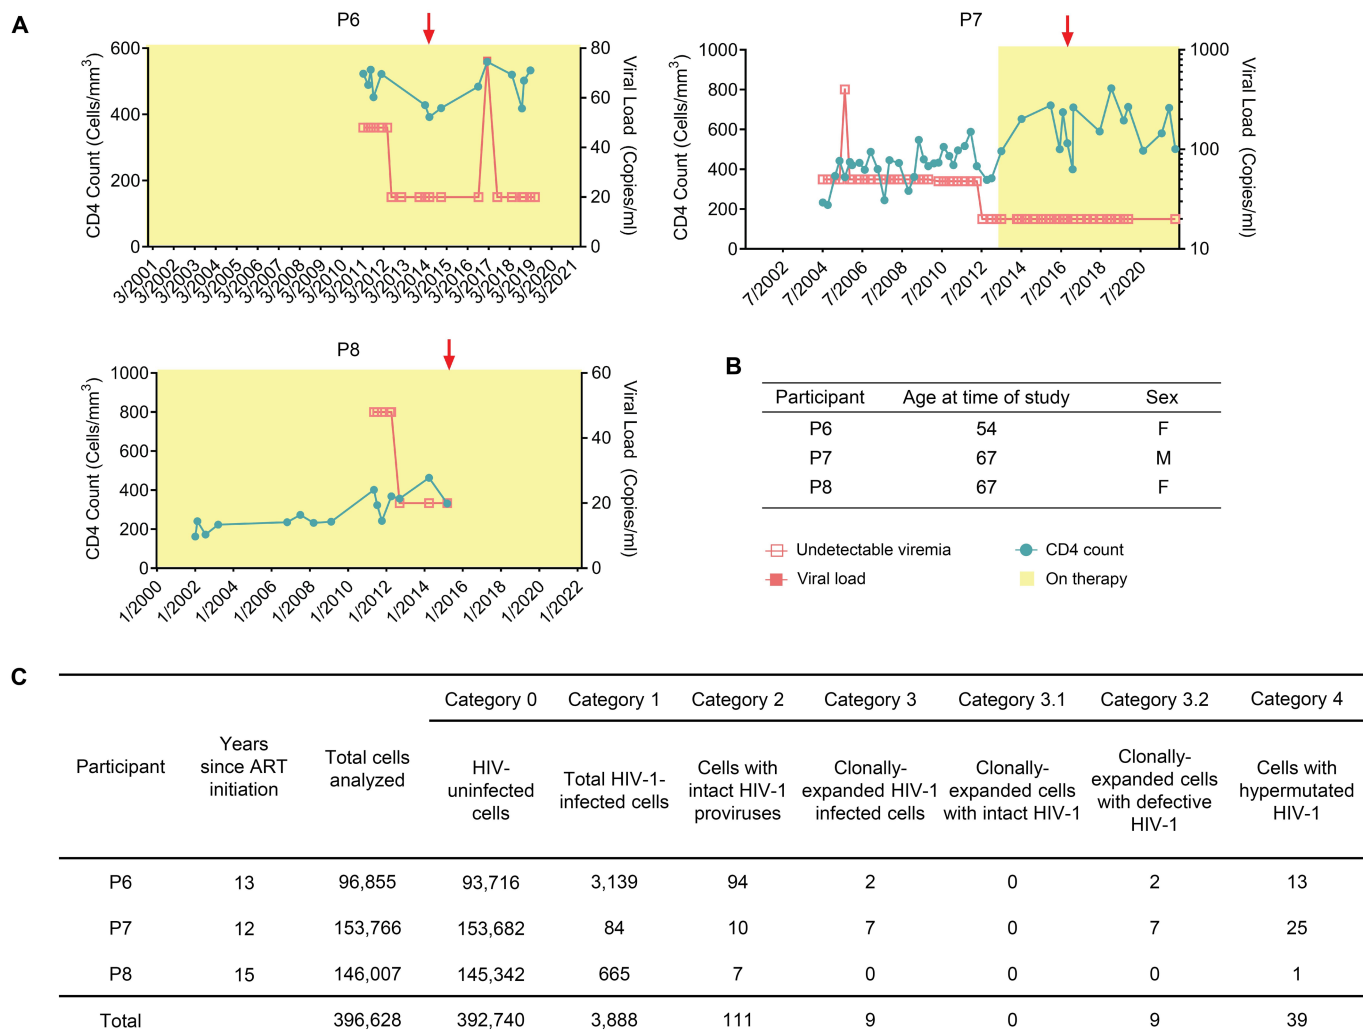 A
P6
CD4 Count (Cells/mm³)
600
400
200
0
Viral Load (Copies/ml)
80
60
40
20
0
3/2001
3/2002
3/2003
3/2004
3/2005
3/2006
3/2007
3/2008
3/2009
3/2010
3/2011
3/2012
3/2013
3/2014
3/2015
3/2016
3/2017
3/2018
3/2019
3/2020
3/2021
P7
CD4 Count (Cells/mm³)
1000
800
600
400
200
0
Viral Load (Copies/ml)
1000
100
10
7/2002
7/2004
7/2006
7/2008
7/2010
7/2012
7/2014
7/2016
7/2018
7/2020
P8
CD4 Count (Cells/mm³)
1000
800
600
400
200
0
Viral Load (Copies/ml)
60
40
20
0
1/2000
1/2002
1/2004
1/2006
1/2008
1/2010
1/2012
1/2014
1/2016
1/2018
1/2020
1/2022
B
Participant Age at time of study Sex
P6 54 F
P7 67 M
P8 67 F
Undetectable viremia CD4 count
Viral load On therapy
C
Category 0 Category 1 Category 2 Category 3 Category 3.1 Category 3.2 Category 4
Participant
Years
since ART
initiation
Total cells
analyzed
HIV-
uninfected
cells
Total HIV-1-
infected cells
Cells with
intact HIV-1
proviruses
Clonally-
expanded HIV-1
infected cells
Clonally-
expanded cells
with intact HIV-1
Clonally-
expanded cells
with defective
HIV-1
Cells with
hypermutated
HIV-1
P6 13 96,855 93,716 3,139 94 2 0 2 13
P7 12 153,766 153,682 84 10 7 0 7 25
P8 15 146,007 145,342 665 7 0 0 0 1
Total 396,628 392,740 3,888 111 9 0 9 39